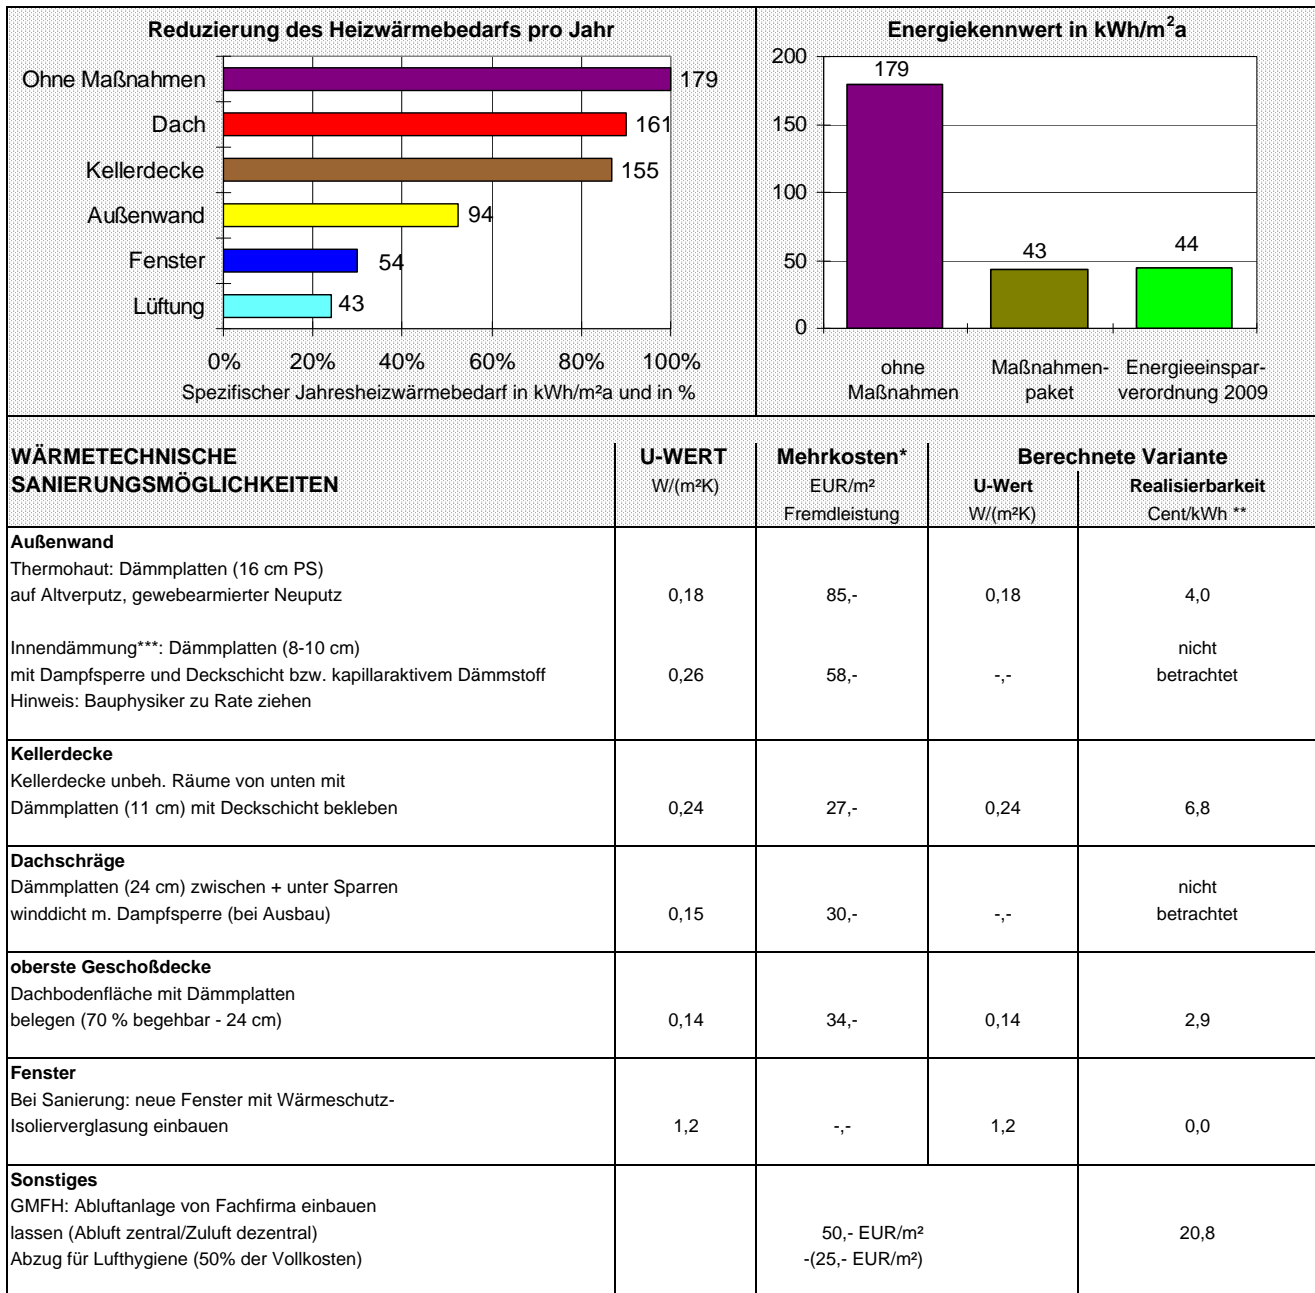 Reduzierung des Heizwärmebedarfs pro Jahr
Ohne Maßnahmen 179
Dach 161
Kellerdecke 155
Außenwand 94
Fenster 54
Lüftung 43
0% 20% 40% 60% 80% 100%
Spezifischer Jahresheizwärmebedarf in kWh/m²a und in %
Energiekennwert in kWh/m²a
200
150
100
50
0
179
43
44
ohne Maßnahmen- Energieeinspar-
Maßnahmen paket verordnung 2009
WÄRMETECHNISCHE U-WERT Mehrkosten* Berechnete Variante
SANIERUNGSMÖGLICHKEITEN W/(m²K) EUR/m² U-Wert Realisierbarkeit
Fremdleistung W/(m²K) Cent/kWh **
Außenwand
Thermohaut: Dämmplatten (16 cm PS)
auf Altverputz, gewebearmierter Neuputz 0,18 85,- 0,18 4,0
Innendämmung***: Dämmplatten (8-10 cm) nicht
mit Dampfsperre und Deckschicht bzw. kapillaraktivem Dämmstoff 0,26 58,- -,- betrachtet
Hinweis: Bauphysiker zu Rate ziehen
Kellerdecke
Kellerdecke unbeh. Räume von unten mit
Dämmplatten (11 cm) mit Deckschicht bekleben 0,24 27,- 0,24 6,8
Dachschräge
Dämmplatten (24 cm) zwischen + unter Sparren nicht
winddicht m. Dampfsperre (bei Ausbau) 0,15 30,- -,- betrachtet
oberste Geschoßdecke
Dachbodenfläche mit Dämmplatten
belegen (70 % begehbar - 24 cm) 0,14 34,- 0,14 2,9
Fenster
Bei Sanierung: neue Fenster mit Wärmeschutz-
Isolierverglasung einbauen 1,2 -,- 1,2 0,0
Sonstiges
GMFH: Abluftanlage von Fachfirma einbauen
lassen (Abluft zentral/Zuluft dezentral) 50,- EUR/m² 20,8
Abzug für Lufthygiene (50% der Vollkosten) -(25,- EUR/m²)